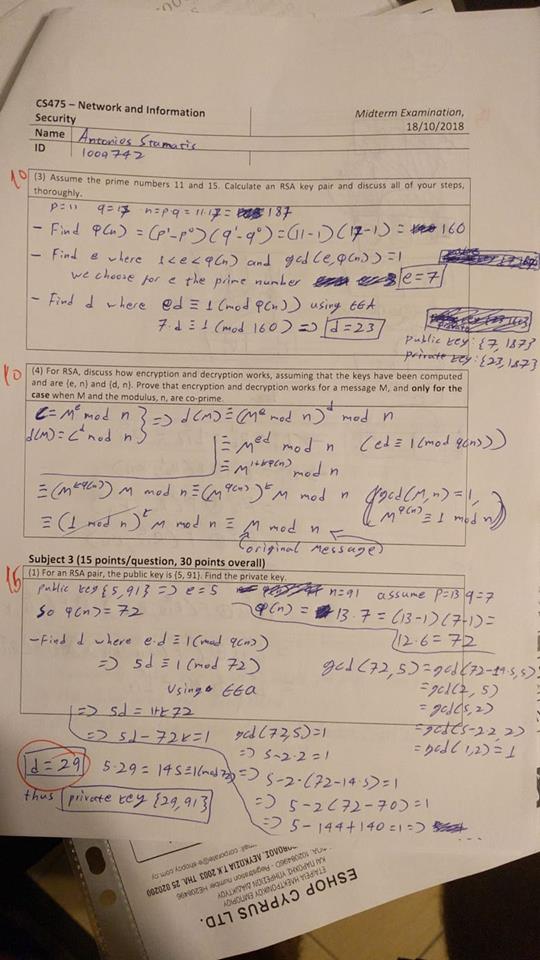 CS475 – Network and Information Security
Midterm Examination, 18/10/2018
Name Antonios Stamatis
ID 1009742
10
(3) Assume the prime numbers 11 and 15. Calculate an RSA key pair and discuss all of your steps,
thoroughly.
p=11 q=17 n=p.q=11.17= 187
- Find φ(n) = (p¹-p⁰)(q¹-q⁰)=(11-1)(17-1)= 160
- Find e where 1<e<φ(n) and gcd(e,φ(n))=1
we choose for e the prime number e=7
- Find d where ed ≡ 1(mod φ(n)) using EEA
7.d ≡ 1(mod 160) => d=23
public key:{7,187}
private key:{23,187}
10
(4) For RSA, discuss how encryption and decryption works, assuming that the keys have been computed
and are {e, n} and {d, n}. Prove that encryption and decryption works for a message M, and only for the
case when M and the modulus, n, are co-prime.
C=Mᵉ mod n } => d(M)≡(Mᵉ mod n)ᵈ mod n
d(M)=Cᵈ mod n
≡ Mᵉᵈ mod n (ed ≡ 1(mod φ(n)))
≡ M¹⁺ᵏᵠ⁽ⁿ⁾ mod n
≡(Mᵏᵠ⁽ⁿ⁾) M mod n≡(Mᵠ⁽ⁿ⁾)ᵏ M mod n (gcd(M,n)=1,
Mᵠ⁽ⁿ⁾≡1 mod n)
≡ (1 mod n)ᵏ M mod n ≡ M mod n
(original message)
Subject 3 (15 points/question, 30 points overall)
15
(1) For an RSA pair, the public key is {5, 91}. Find the private key.
public key{5,91} => e=5 n=91 assume p=13 q=7
so φ(n)=72
φ(n)= 13.7=(13-1)(7-1)=
12.6=72
-Find d where e.d≡1(mod φ(n))
=> 5d≡1(mod 72)
Using EEA
=> 5d=1+k72
=> 5d-72k=1
gcd(72,5)=gcd(72-14.5,5)
=gcd(2,5)
=gcd(5,2)
=gcd(5-2.2,2)
=gcd(1,2)=1
gcd(72,5)=1
=> 5-2.2=1
=> 5-2.(72-14.5)=1
=> 5-2(72-70)=1
=> 5-144+140=1=>
d=29 5.29=145≡1(mod 72)
thus private key {29,91}
ESHOP CYPRUS LTD.